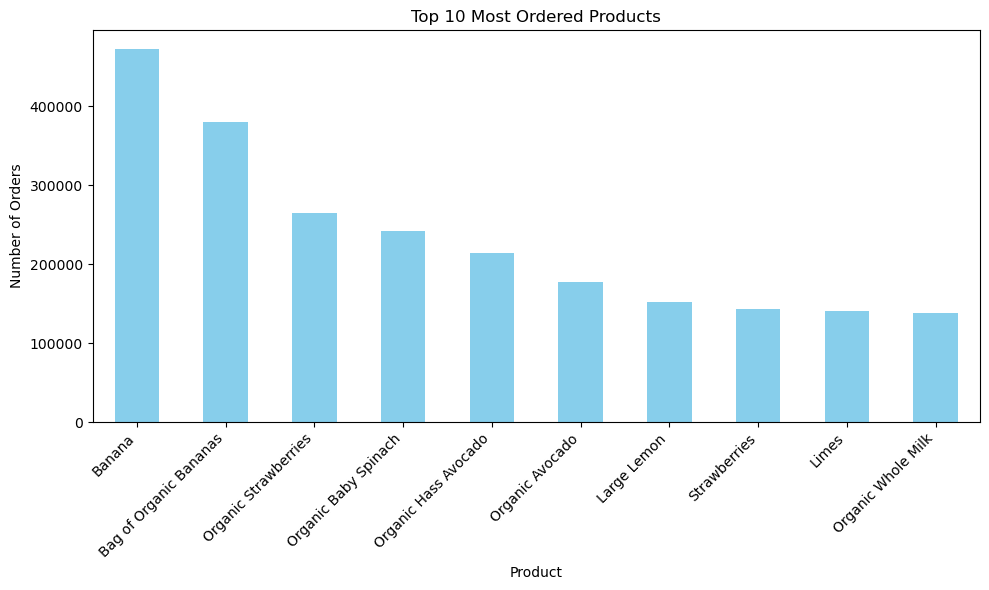 Top 10 Most Ordered Products
Number of Orders
400000
300000
200000
100000
0
Banana
Bag of Organic Bananas
Organic Strawberries
Organic Baby Spinach
Organic Hass Avocado
Organic Avocado
Large Lemon
Strawberries
Limes
Organic Whole Milk
Product